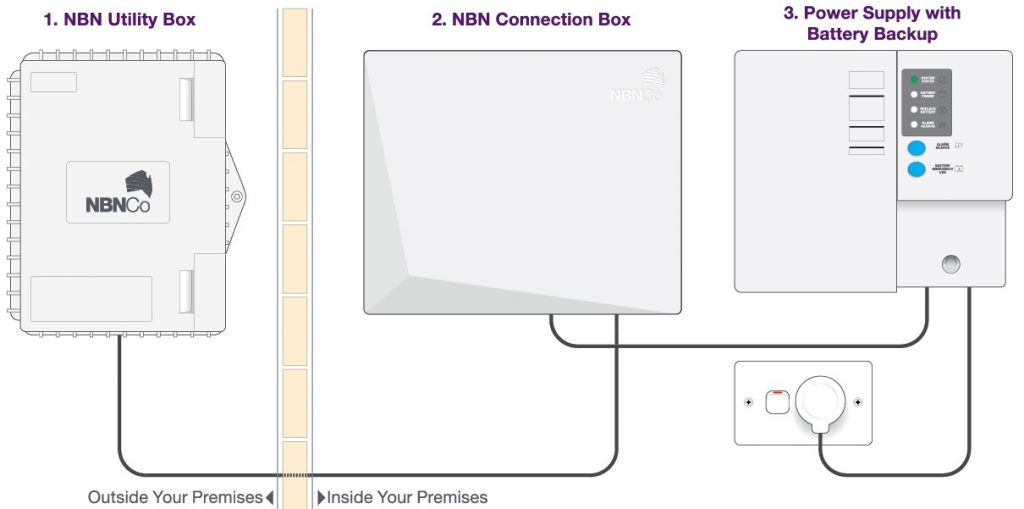 1. NBN Utility Box
2. NBN Connection Box
3. Power Supply with
Battery Backup
NBNCo
NBNCo
SYSTEM
STATUS
BATTERY
POWER
REPLACE
BATTERY
ALARM
SILENCE
ALARM
SILENCE
BATTERY
EMERGENCY
USE
Outside Your Premises
Inside Your Premises